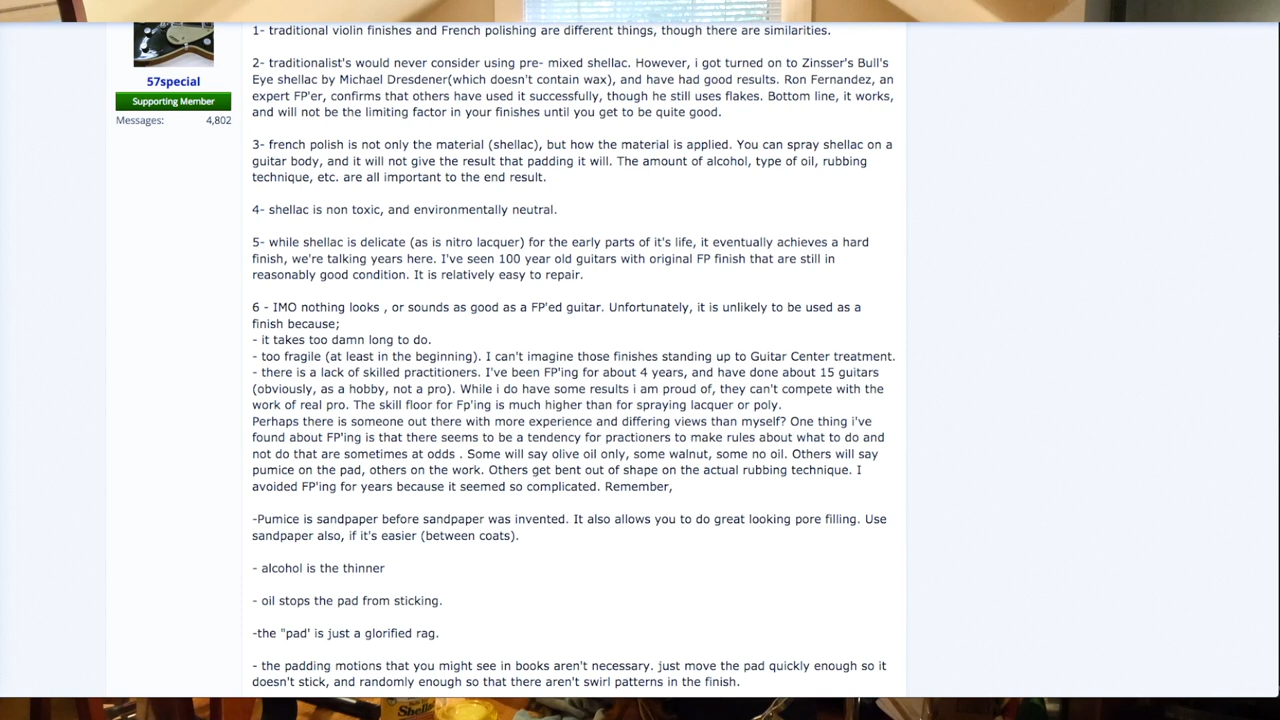 1- traditional violin finishes and French polishing are different things, though there are similarities.
2- traditionalist's would never consider using pre- mixed shellac. However, i got turned on to Zinsser's Bull's
Eye shellac by Michael Dresdener(which doesn't contain wax), and have had good results. Ron Fernandez, an
57special
expert FP'er, confirms that others have used it successfully, though he still uses flakes. Bottom line, it works,
Supporting Member
and will not be the limiting factor in your finishes until you get to be quite good.
Messages: 4,802
3- french polish is not only the material (shellac), but how the material is applied. You can spray shellac on a
guitar body, and it will not give the result that padding it will. The amount of alcohol, type of oil, rubbing
technique, etc. are all important to the end result.
4- shellac is non toxic, and environmentally neutral.
5- while shellac is delicate (as is nitro lacquer) for the early parts of it's life, it eventually achieves a hard
finish, we're talking years here. I've seen 100 year old guitars with original FP finish that are still in
reasonably good condition. It is relatively easy to repair.
6 - IMO nothing looks , or sounds as good as a FP'ed guitar. Unfortunately, it is unlikely to be used as a
finish because;
- it takes too damn long to do.
- too fragile (at least in the beginning). I can't imagine those finishes standing up to Guitar Center treatment.
- there is a lack of skilled practitioners. I've been FP'ing for about 4 years, and have done about 15 guitars
(obviously, as a hobby, not a pro). While i do have some results i am proud of, they can't compete with the
work of real pro. The skill floor for Fp'ing is much higher than for spraying lacquer or poly.
Perhaps there is someone out there with more experience and differing views than myself? One thing i've
found about FP'ing is that there seems to be a tendency for practioners to make rules about what to do and
not do that are sometimes at odds . Some will say olive oil only, some walnut, some no oil. Others will say
pumice on the pad, others on the work. Others get bent out of shape on the actual rubbing technique. I
avoided FP'ing for years because it seemed so complicated. Remember,
-Pumice is sandpaper before sandpaper was invented. It also allows you to do great looking pore filling. Use
sandpaper also, if it's easier (between coats).
- alcohol is the thinner
- oil stops the pad from sticking.
-the "pad' is just a glorified rag.
- the padding motions that you might see in books aren't necessary. just move the pad quickly enough so it
doesn't stick, and randomly enough so that there aren't swirl patterns in the finish.